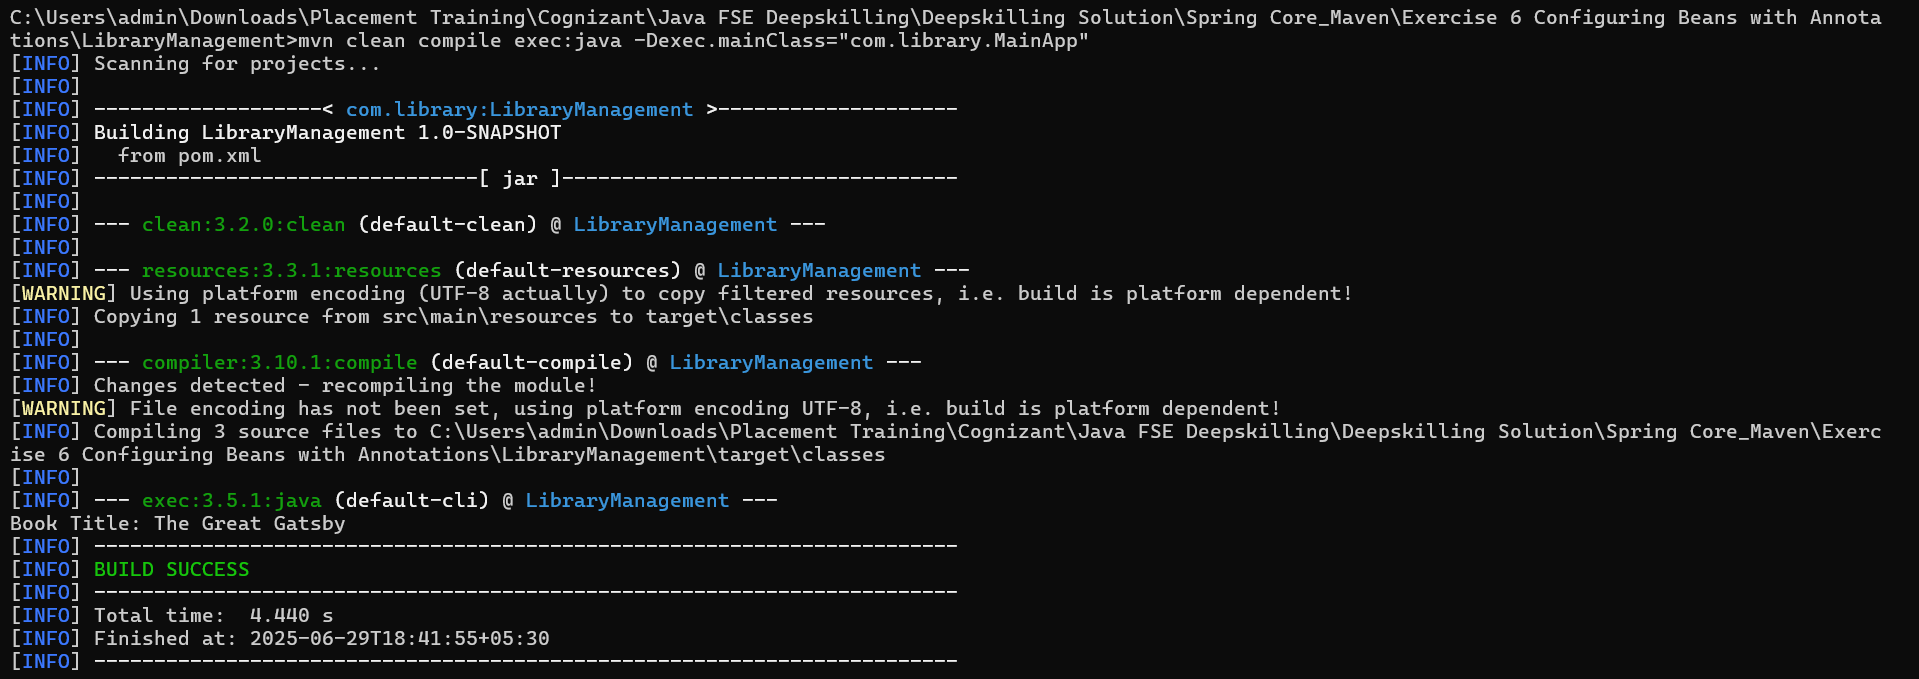 C:\Users\admin\Downloads\Placement Training\Cognizant\Java FSE Deepskilling\Deepskilling Solution\Spring Core_Maven\Exercise 6 Configuring Beans with Annota
tions\LibraryManagement>mvn clean compile exec:java -Dexec.mainClass="com.library.MainApp"
[INFO] Scanning for projects...
[INFO]
[INFO] -------------------< com.library:LibraryManagement >--------------------
[INFO] Building LibraryManagement 1.0-SNAPSHOT
[INFO]   from pom.xml
[INFO] --------------------------------[ jar ]---------------------------------
[INFO]
[INFO] --- clean:3.2.0:clean (default-clean) @ LibraryManagement ---
[INFO]
[INFO] --- resources:3.3.1:resources (default-resources) @ LibraryManagement ---
[WARNING] Using platform encoding (UTF-8 actually) to copy filtered resources, i.e. build is platform dependent!
[INFO] Copying 1 resource from src\main\resources to target\classes
[INFO]
[INFO] --- compiler:3.10.1:compile (default-compile) @ LibraryManagement ---
[INFO] Changes detected - recompiling the module!
[WARNING] File encoding has not been set, using platform encoding UTF-8, i.e. build is platform dependent!
[INFO] Compiling 3 source files to C:\Users\admin\Downloads\Placement Training\Cognizant\Java FSE Deepskilling\Deepskilling Solution\Spring Core_Maven\Exerc
ise 6 Configuring Beans with Annotations\LibraryManagement\target\classes
[INFO]
[INFO] --- exec:3.5.1:java (default-cli) @ LibraryManagement ---
Book Title: The Great Gatsby
[INFO] ------------------------------------------------------------------------
[INFO] BUILD SUCCESS
[INFO] ------------------------------------------------------------------------
[INFO] Total time:  4.440 s
[INFO] Finished at: 2025-06-29T18:41:55+05:30
[INFO] ------------------------------------------------------------------------